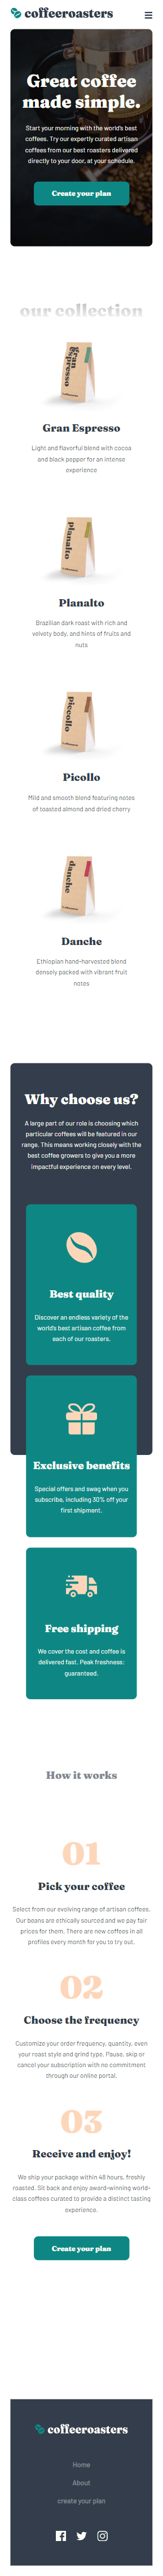 coffeeroasters
Great coffee
made simple.
Start your morning with the world's best
coffees. Try our expertly curated artisan
coffees from our best roasters delivered
directly to your door, at your schedule.
Create your plan
our collection
gran
espresso
Gran Espresso
Light and flavorful blend with cocoa
and black pepper for an intense
experience
planalto
Planalto
Brazilian dark roast with rich and
velvety body, and hints of fruits and
nuts
piccollo
Picollo
Mild and smooth blend featuring notes
of toasted almond and dried cherry
danche
Danche
Ethiopian hand-harvested blend
densely packed with vibrant fruit
notes
Why choose us?
A large part of our role is choosing which
particular coffees will be featured in our
range. This means working closely with the
best coffee growers to give you a more
impactful experience on every level.
Best quality
Discover an endless variety of the
world's best artisan coffee from
each of our roasters.
Exclusive benefits
Special offers and swag when you
subscribe, including 30% off your
first shipment.
Free shipping
We cover the cost and coffee is
delivered fast. Peak freshness:
guaranteed.
How it works
01
Pick your coffee
Select from our evolving range of artisan coffees.
Our beans are ethically sourced and we pay fair
prices for them. There are new coffees in all
profiles every month for you to try out.
02
Choose the frequency
Customize your order frequency, quantity, even
your roast style and grind type. Pause, skip or
cancel your subscription with no commitment
through our online portal.
03
Receive and enjoy!
We ship your package within 48 hours, freshly
roasted. Sit back and enjoy award-winning world-
class coffees curated to provide a distinct tasting
experience.
Create your plan
coffeeroasters
Home
About
create your plan